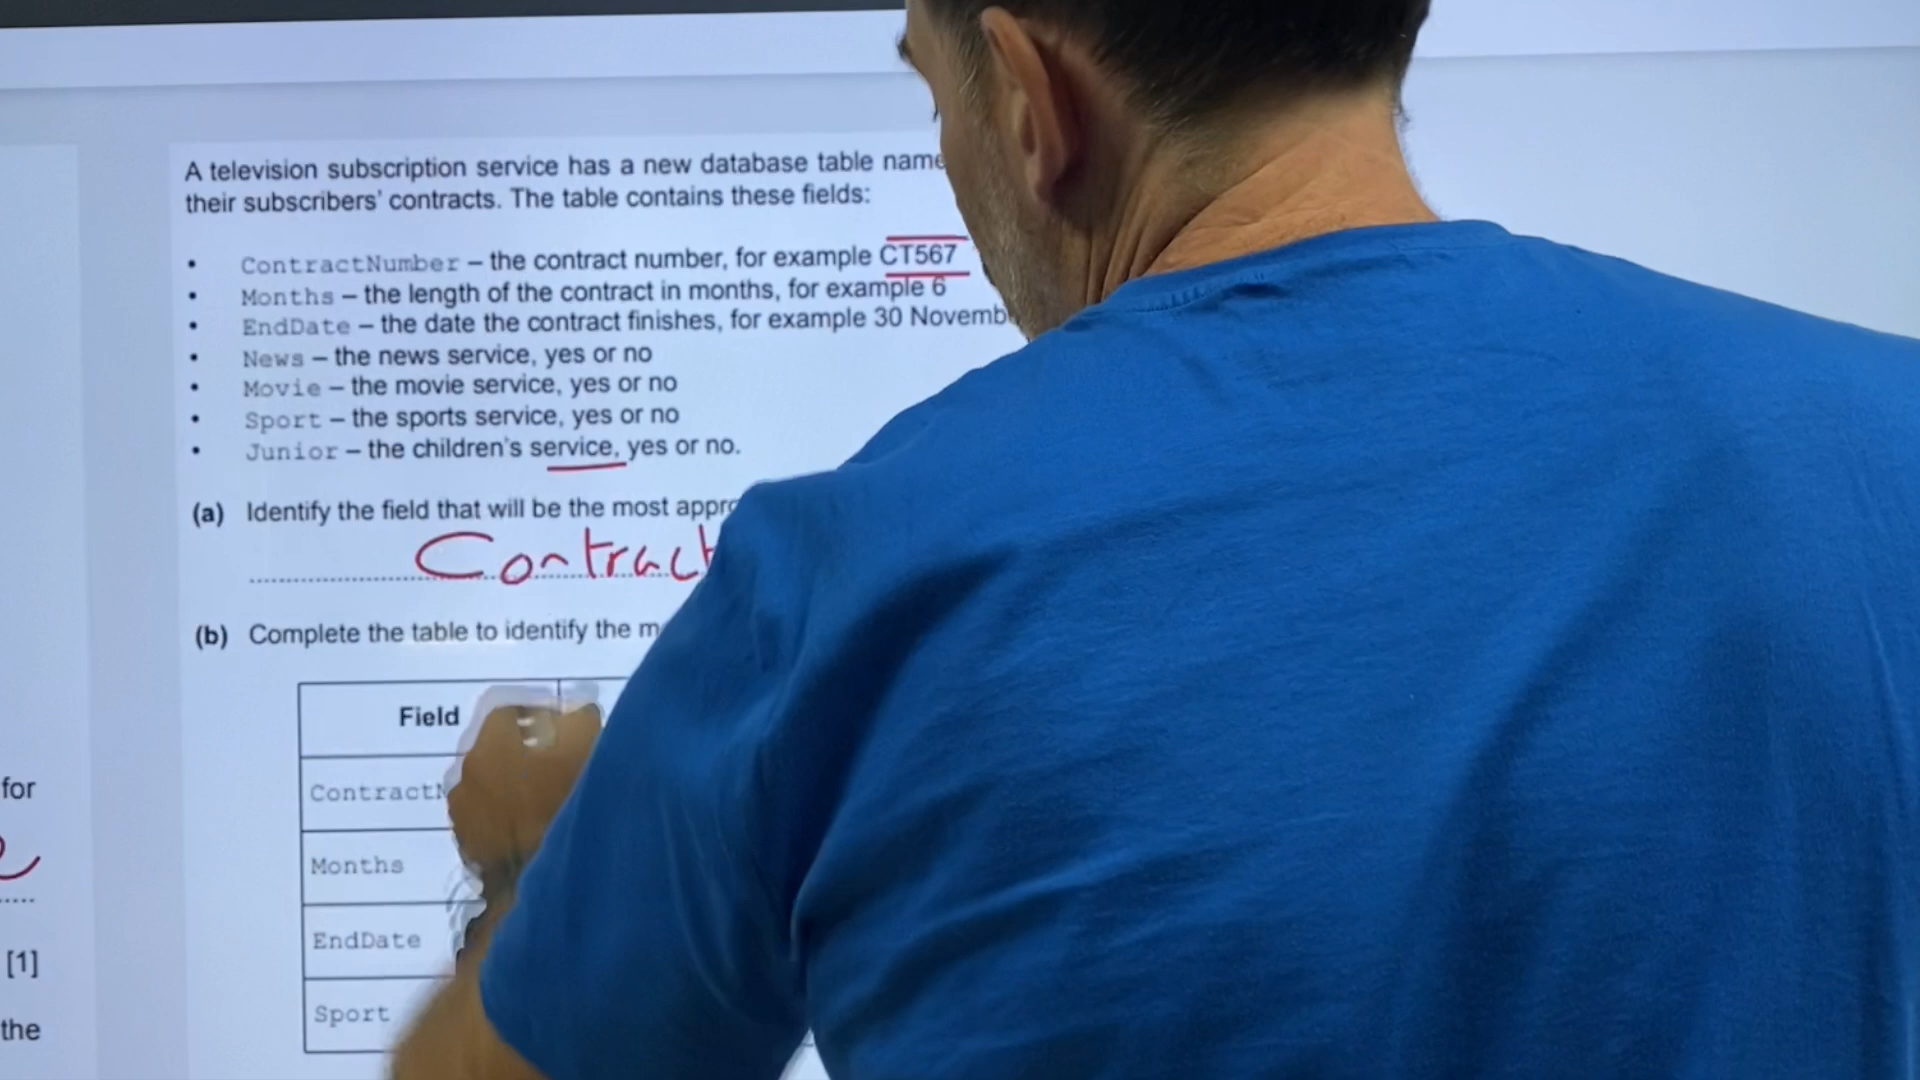 A television subscription service has a new database table
their subscribers' contracts. The table contains these fields:
• ContractNumber – the contract number, for example CT567
• Months – the length of the contract in months, for example 6
• EndDate – the date the contract finishes, for example 30
• News – the news service, yes or no
• Movie – the movie service, yes or no
• Sport – the sports service, yes or no
• Junior – the children's service, yes or no.
(a) Identify the field that will be the most
Contract
(b) Complete the table to identify the
Field
Months
EndDate
Sport
for
[1]
the